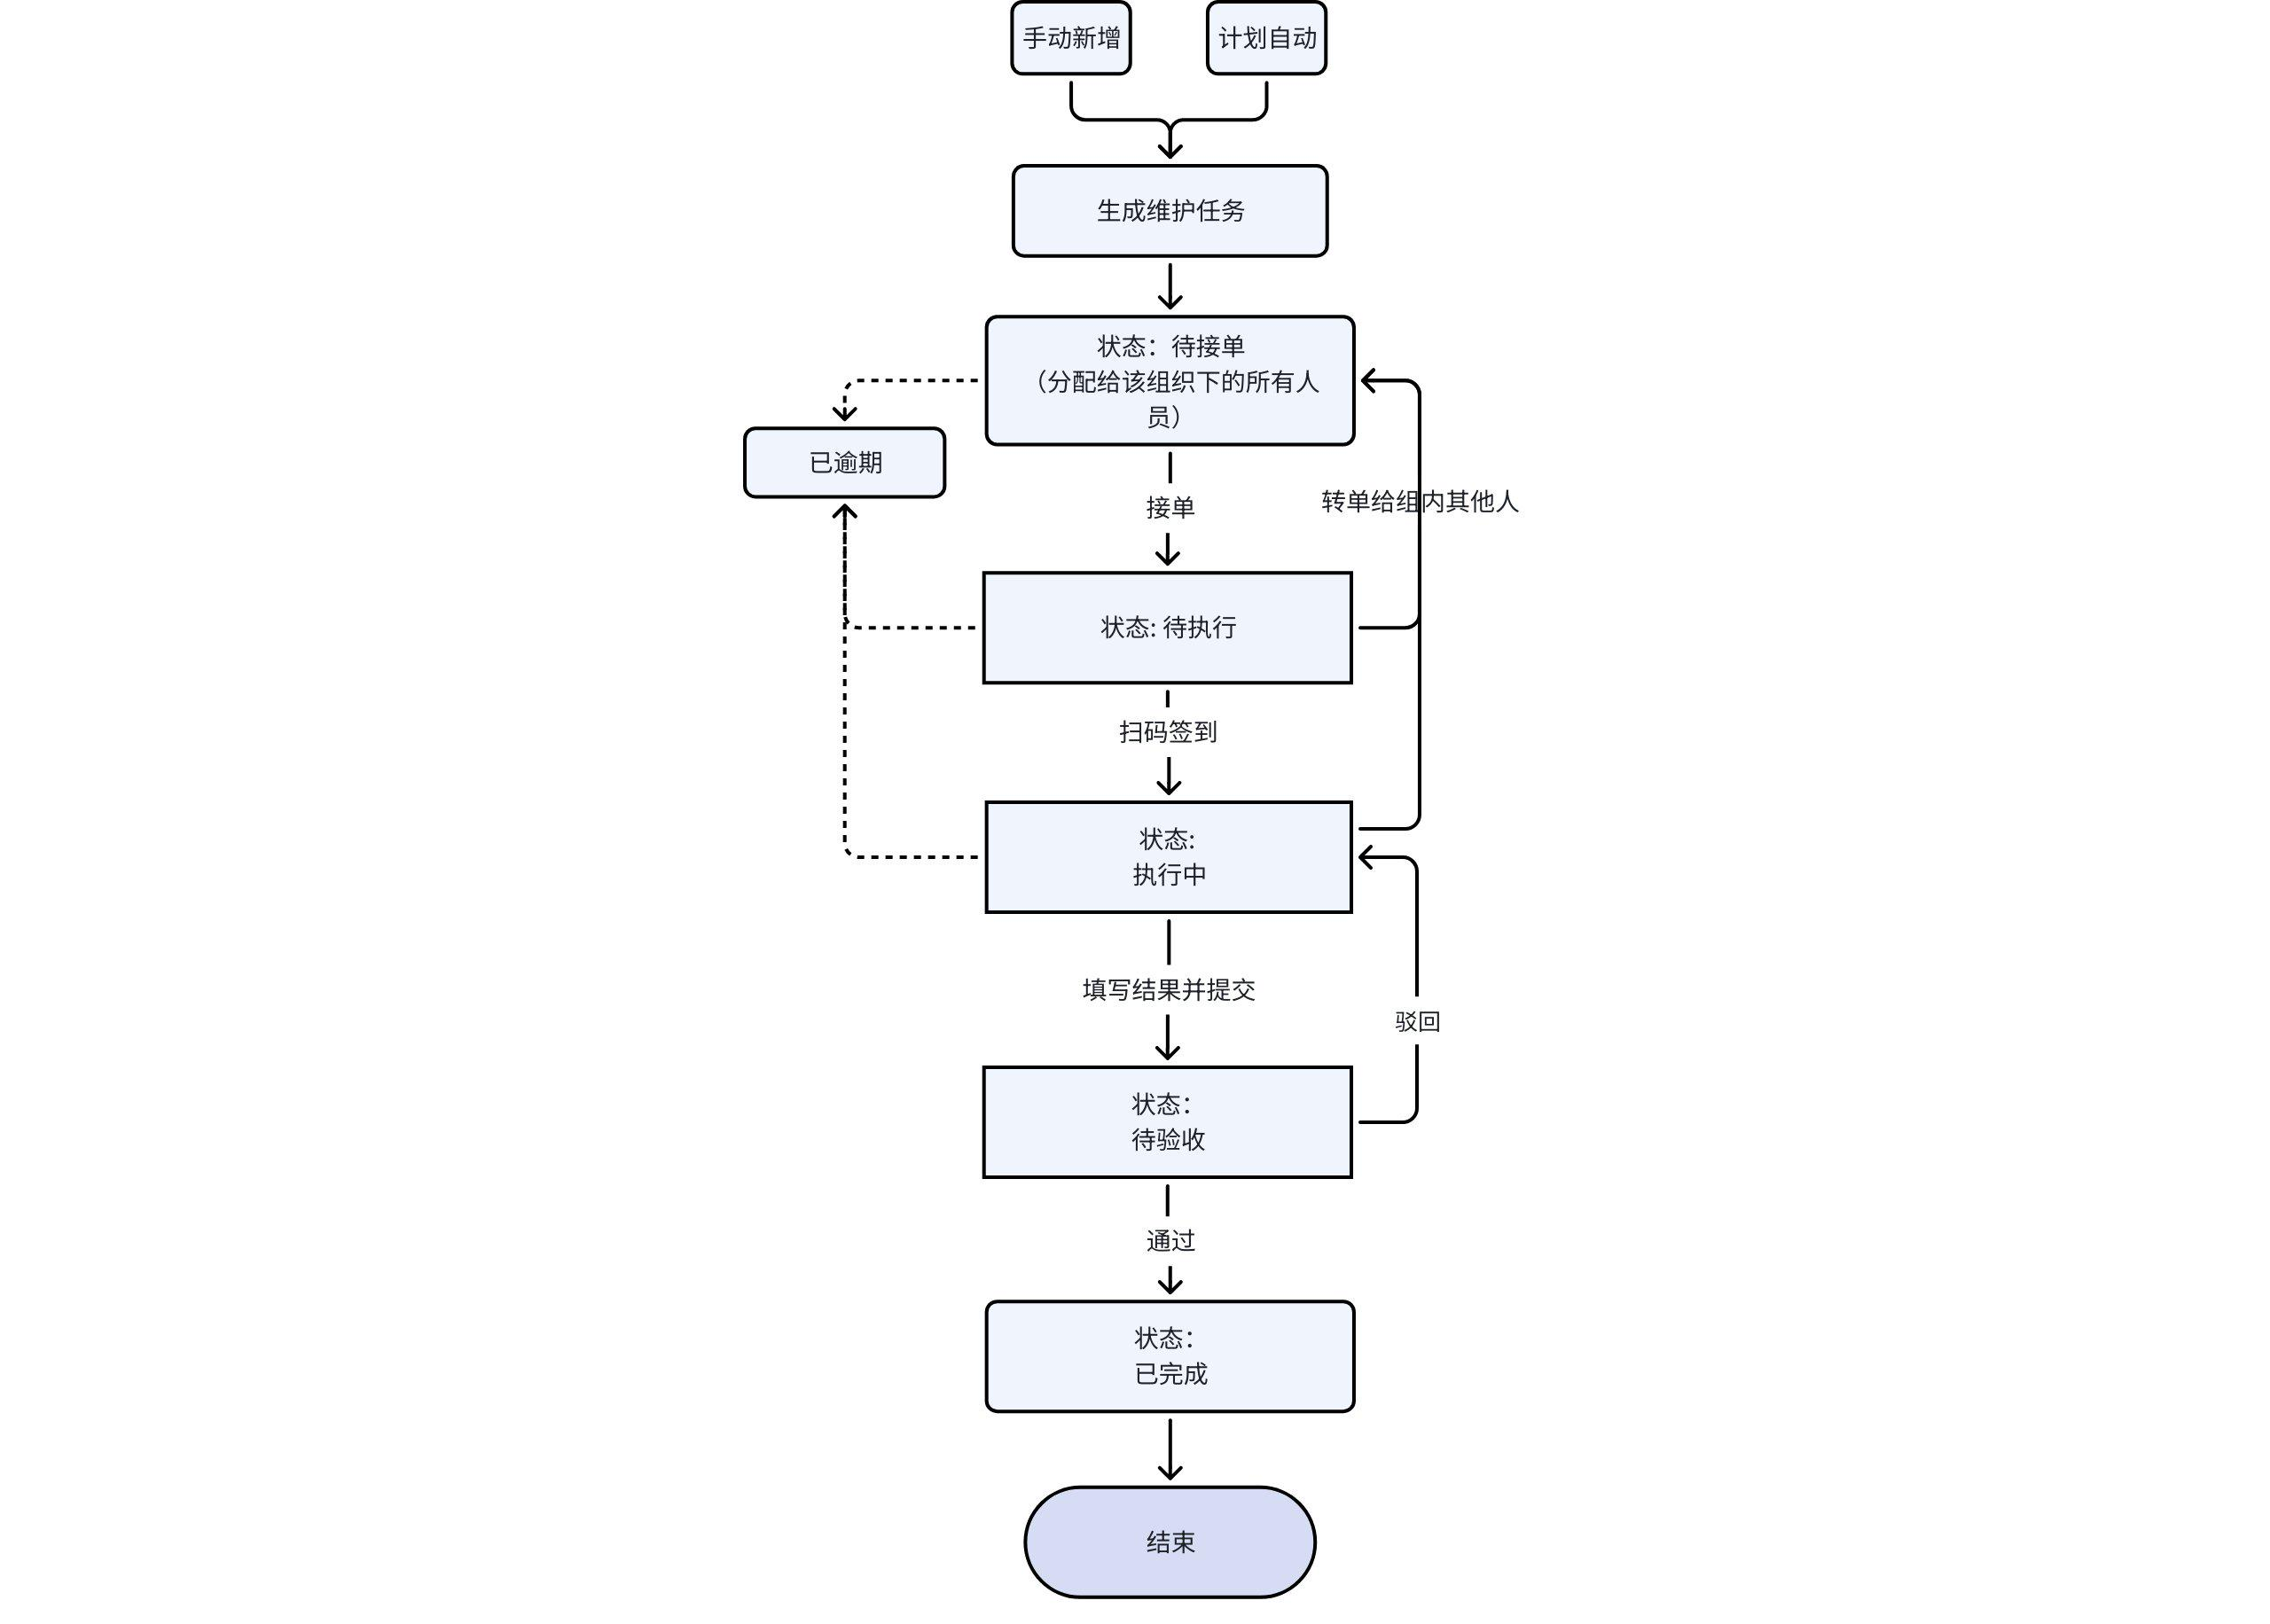 手动新增
计划自动
生成维护任务
状态：待接单
（分配给该组织下的所有人
员）
已逾期
接单
转单给组内其他人
状态: 待执行
扫码签到
状态:
执行中
填写结果并提交
驳回
状态：
待验收
通过
状态：
已完成
结束